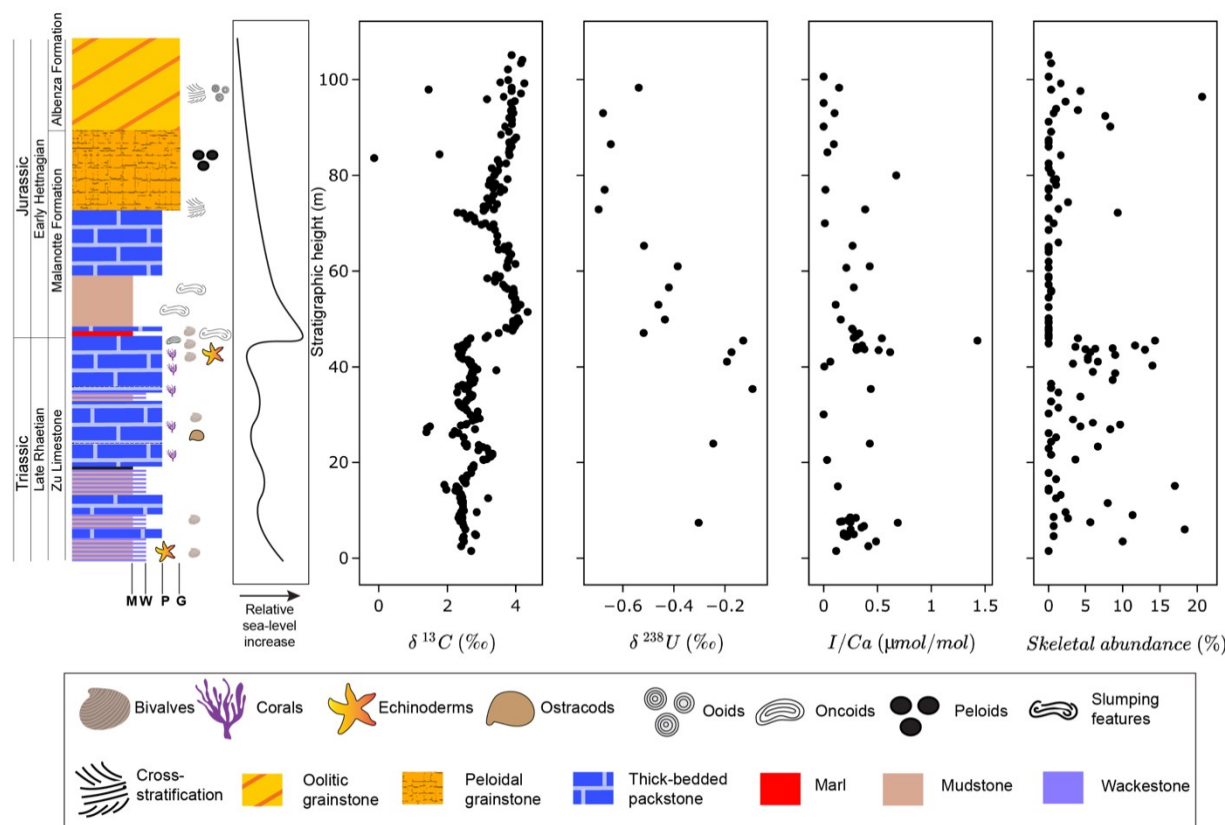 Jurassic
Early Hettnagian
Malanotte Formation
Albenza Formation
Triassic
Late Rhaetian
Zu Limestone
M W P G
Relative
sea-level
increase
Stratigraphic height (m)
100
80
60
40
20
0
0 2 4
δ ¹³C (‰)
−0.6 −0.4 −0.2
δ ²³⁸U (‰)
0 0.5 1 1.5
I/Ca (μmol/mol)
0 5 10 15 20
Skeletal abundance (%)
Bivalves Corals Echinoderms Ostracods Ooids Oncoids Peloids Slumping
features
Cross-
stratification
Oolitic
grainstone
Peloidal
grainstone
Thick-bedded
packstone
Marl Mudstone Wackestone